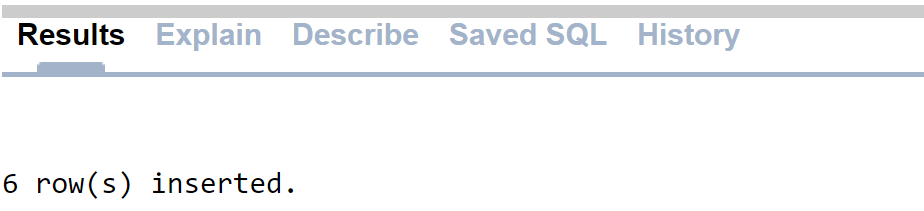 Results Explain Describe Saved SQL History
6 row(s) inserted.